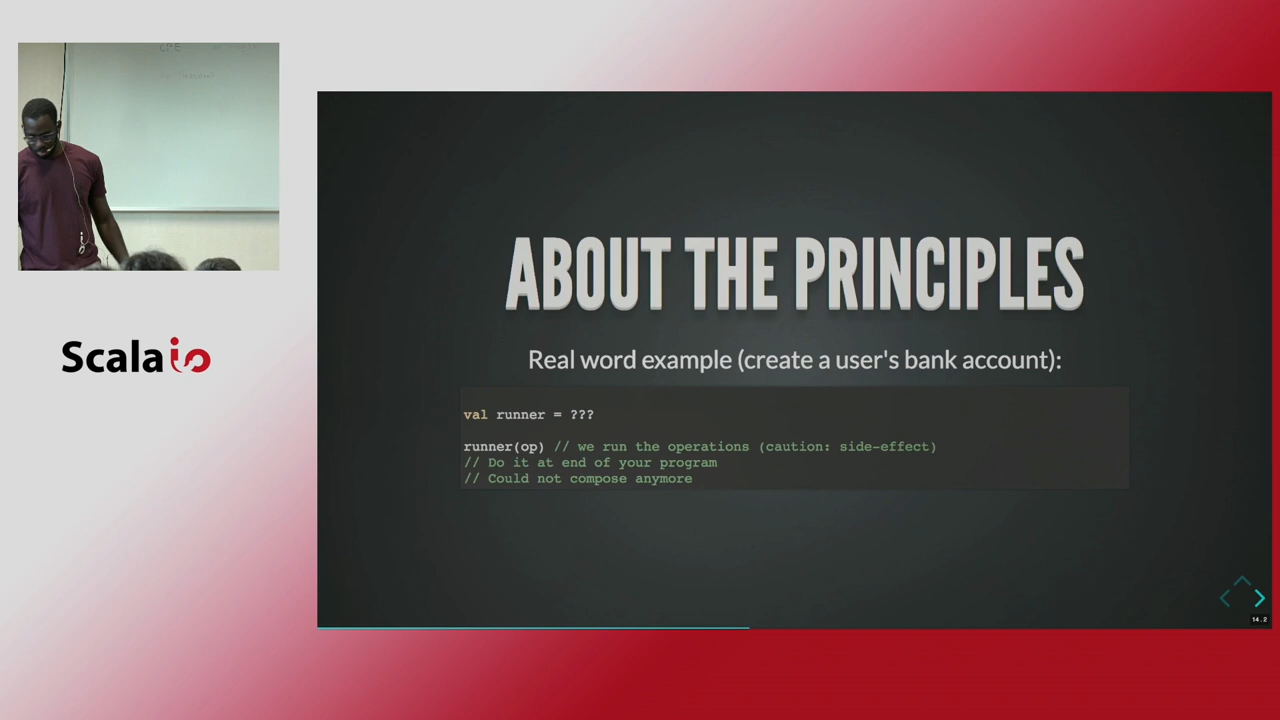 CPE
Scala io
ABOUT THE PRINCIPLES
Real word example (create a user's bank account):
val runner = ???
runner(op) // we run the operations (caution: side-effect)
// Do it at end of your program
// Could not compose anymore
14.2